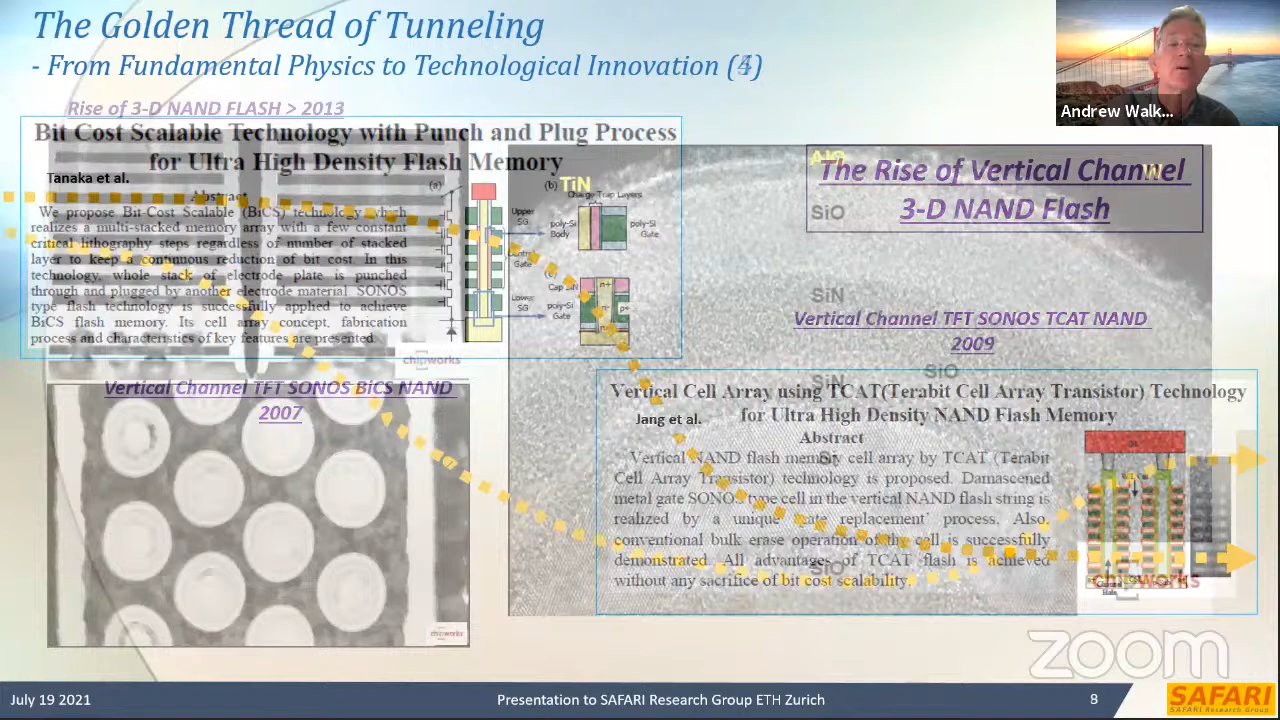 The Golden Thread of Tunneling
- From Fundamental Physics to Technological Innovation (4)
Andrew Walk...
Rise of 3-D NAND FLASH > 2013
Bit Cost Scalable Technology with Punch and Plug Process
for Ultra High Density Flash Memory
Tanaka et al.
Abstract
We propose Bit-Cost Scalable (BiCS) technology which
realizes a multi-stacked memory array with a few constant
critical lithography steps regardless of number of stacked
layer to keep a continuous reduction of bit cost. In this
technology, whole stack of electrode plate is punched
through and plugged by another electrode material. SONOS
type flash technology is successfully applied to achieve
BiCS flash memory. Its cell array concept, fabrication
process and characteristics of key features are presented.
(a)
Upper
SG
Control
Gate
Lower
SG
(b)
TiN
Charge Trap Layers
poly-Si
Body
poly-Si
Gate
(c)
Cap SiN
poly-Si
Gate
n+
n-
p+
chipworks
Vertical Channel TFT SONOS BiCS NAND
2007
chipworks
The Rise of Vertical Channel
3-D NAND Flash
AlO
W
SiO
SiN
Vertical Channel TFT SONOS TCAT NAND
2009
SiO
SiN
Vertical Cell Array using TCAT(Terabit Cell Array Transistor) Technology
for Ultra High Density NAND Flash Memory
Jang et al.
Abstract
Vertical NAND flash memory cell array by TCAT (Terabit
Cell Array Transistor) technology is proposed. Damascened
metal gate SONOS type cell in the vertical NAND flash string is
realized by a unique 'gate replacement' process. Also,
conventional bulk erase operation of the cell is successfully
demonstrated. All advantages of TCAT flash is achieved
without any sacrifice of bit cost scalability.
SiO
chipworks
zoom
July 19 2021
Presentation to SAFARI Research Group ETH Zurich
8
SAFARI
SAFARI Research Group